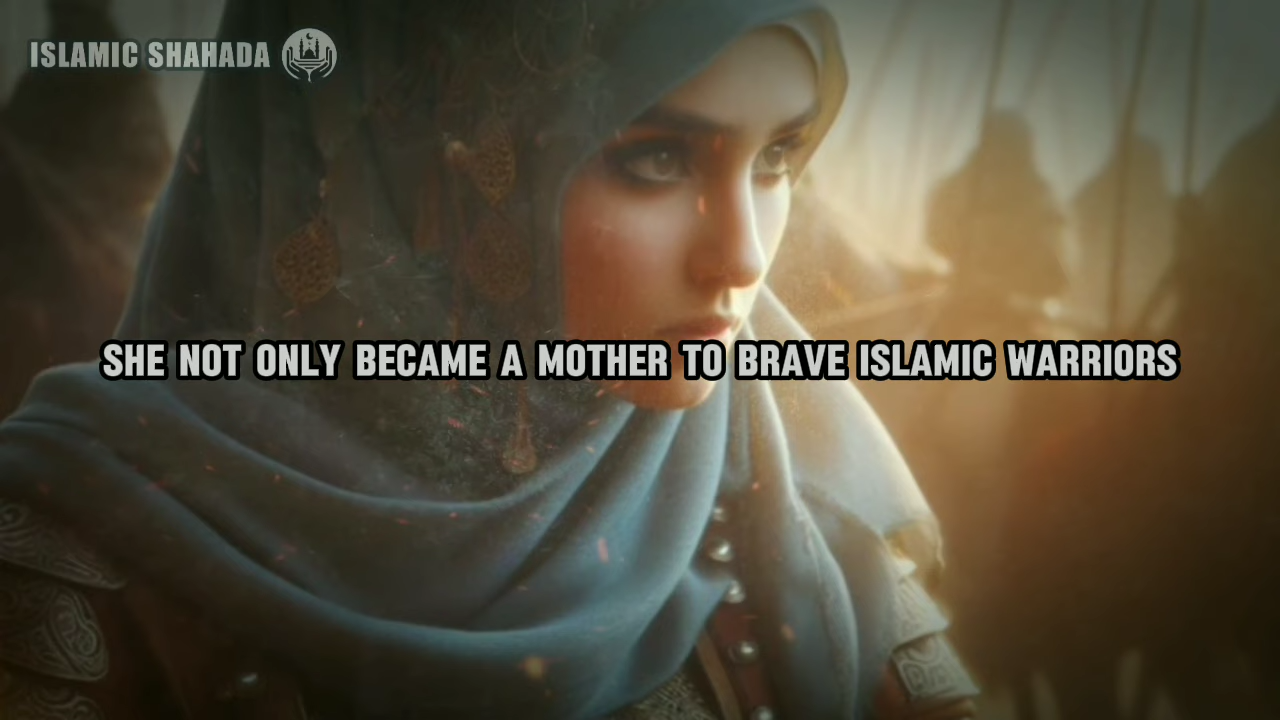 ISLAMIC SHAHADA
SHE NOT ONLY BECAME A MOTHER TO BRAVE ISLAMIC WARRIORS